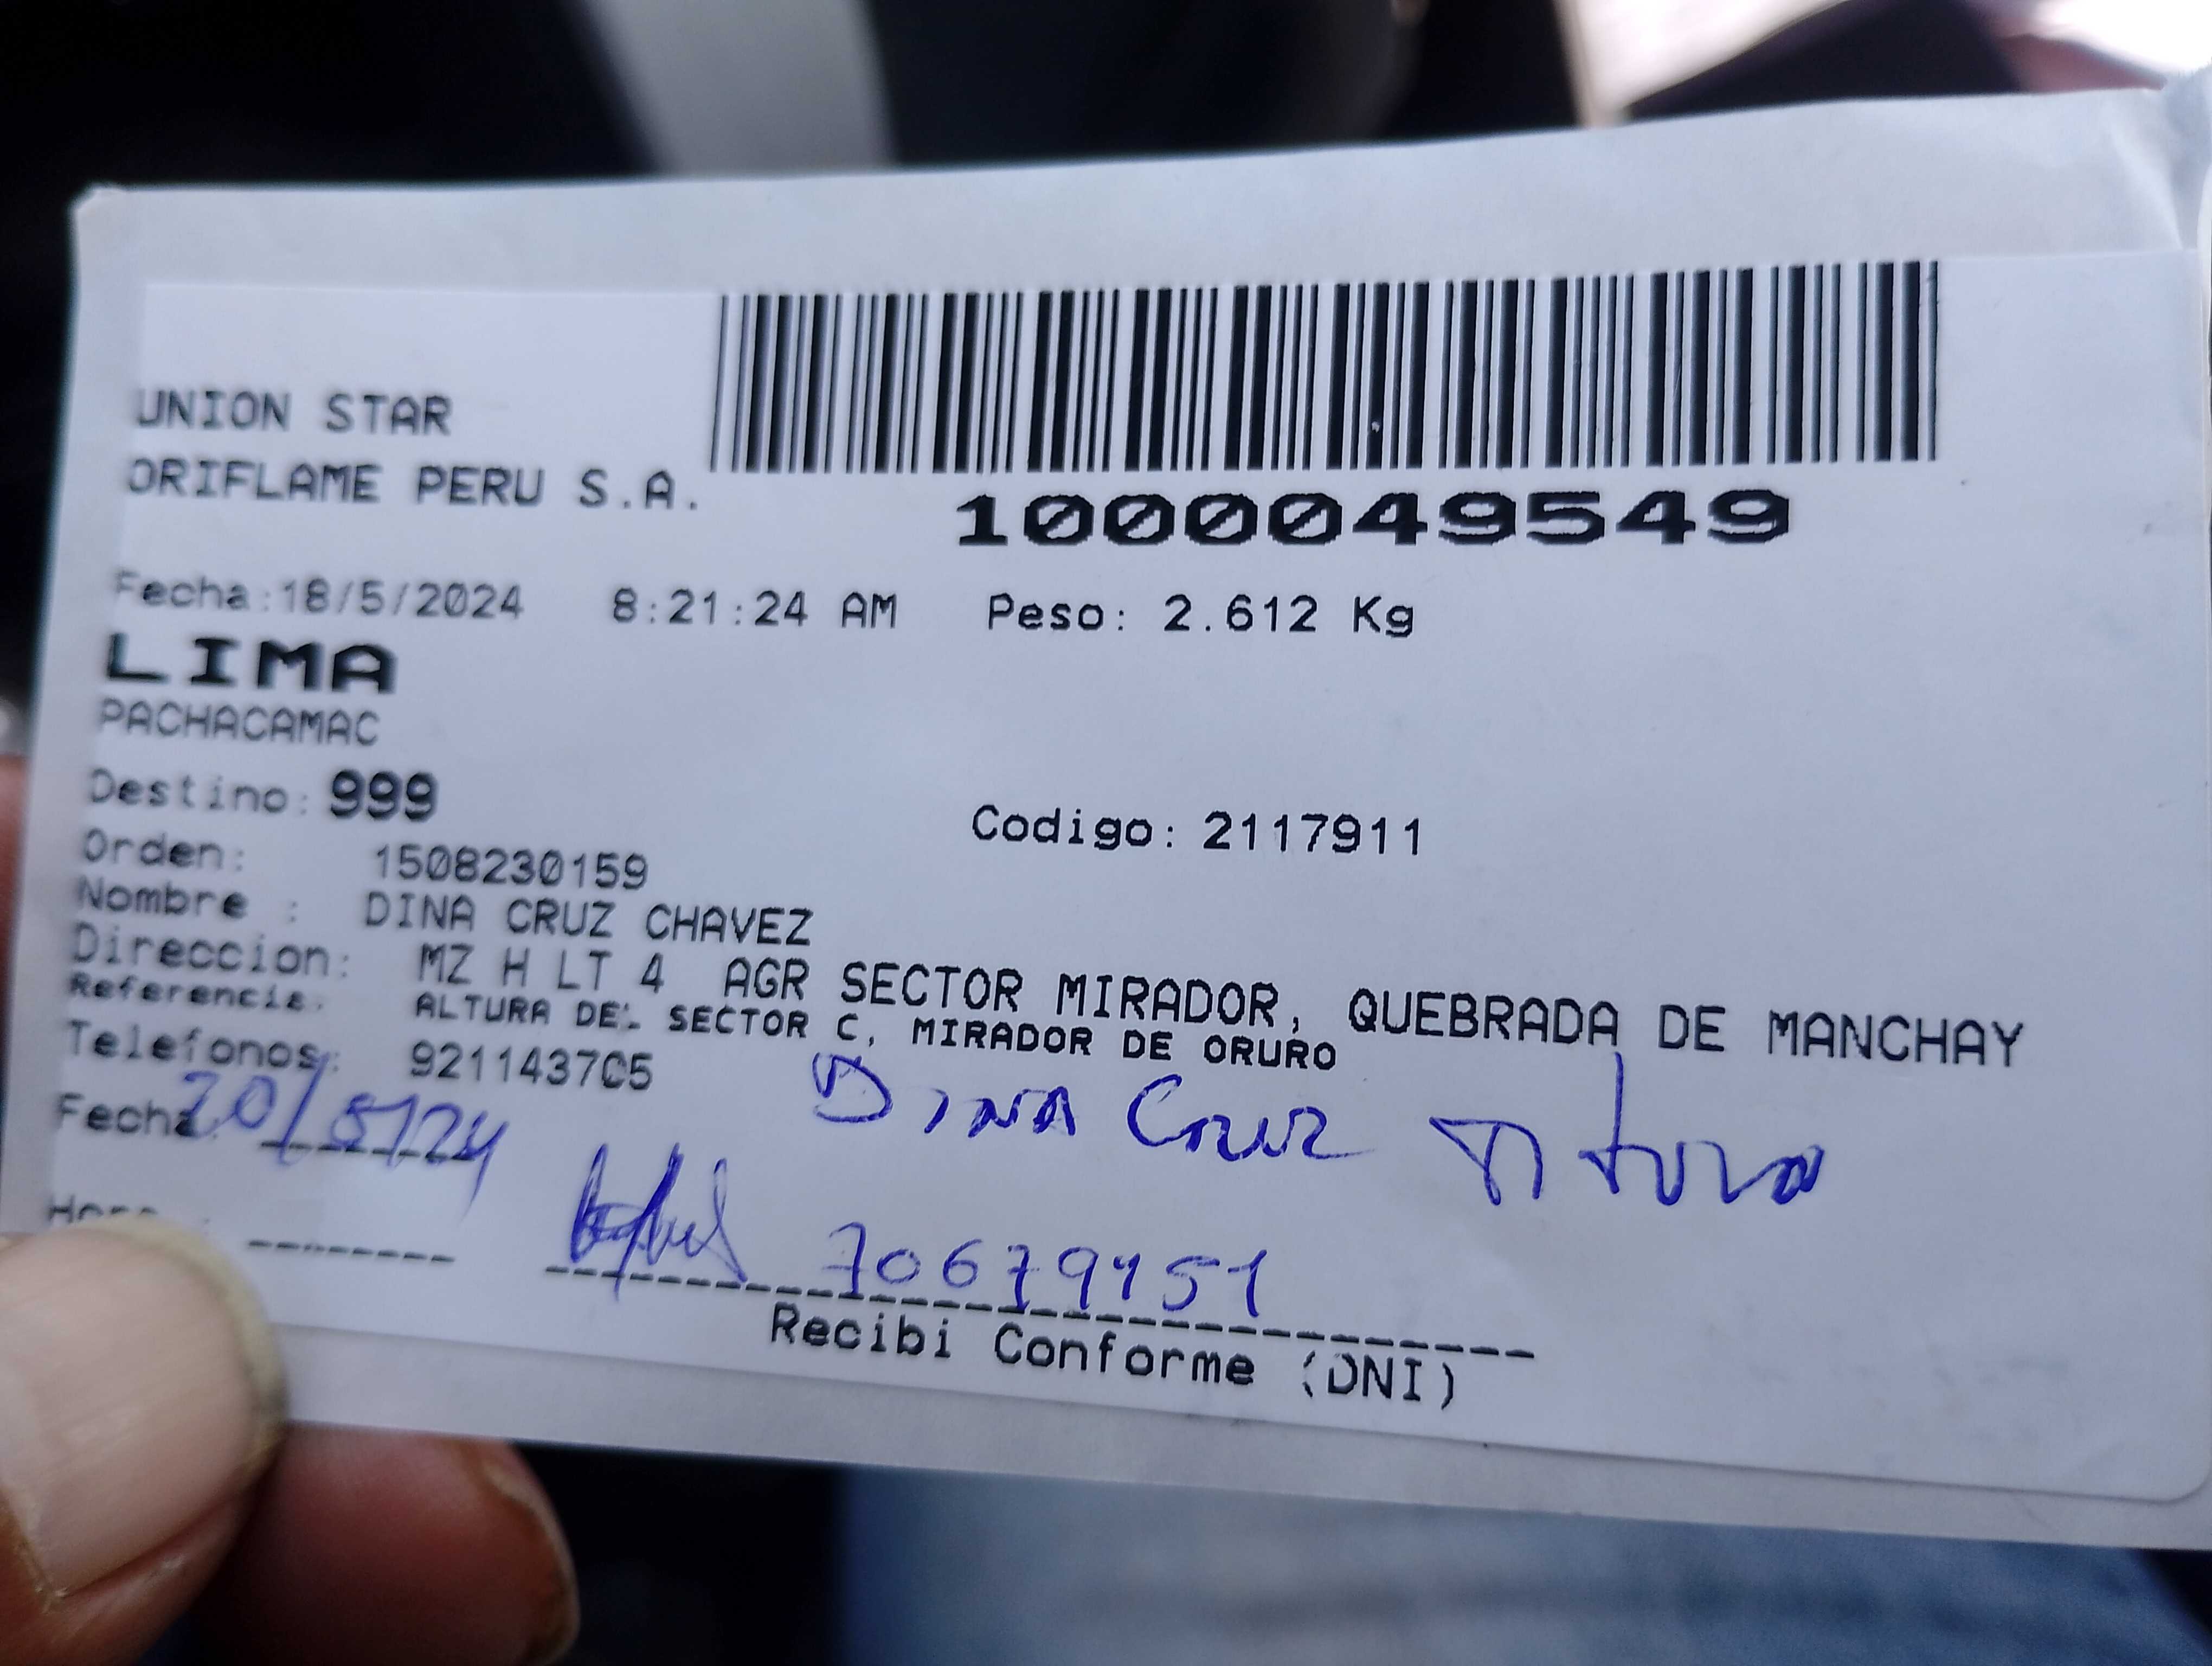 UNION STAR
ORIFLAME PERU S.A.
1000049549
Fecha:18/5/2024 8:21:24 AM Peso: 2.612 Kg
LIMA
PACHACAMAC
Destino: 999
Codigo: 2117911
Orden: 1508230159
Nombre : DINA CRUZ CHAVEZ
Direccion: MZ H LT 4 AGR SECTOR MIRADOR, QUEBRADA DE MANCHAY
Referencia: ALTURA DEL SECTOR C, MIRADOR DE ORURO
Telefonos: 921143705
DINA Cruz Titular
Fecha: 20/5/24
Hora :
70679151
Recibi Conforme (DNI)